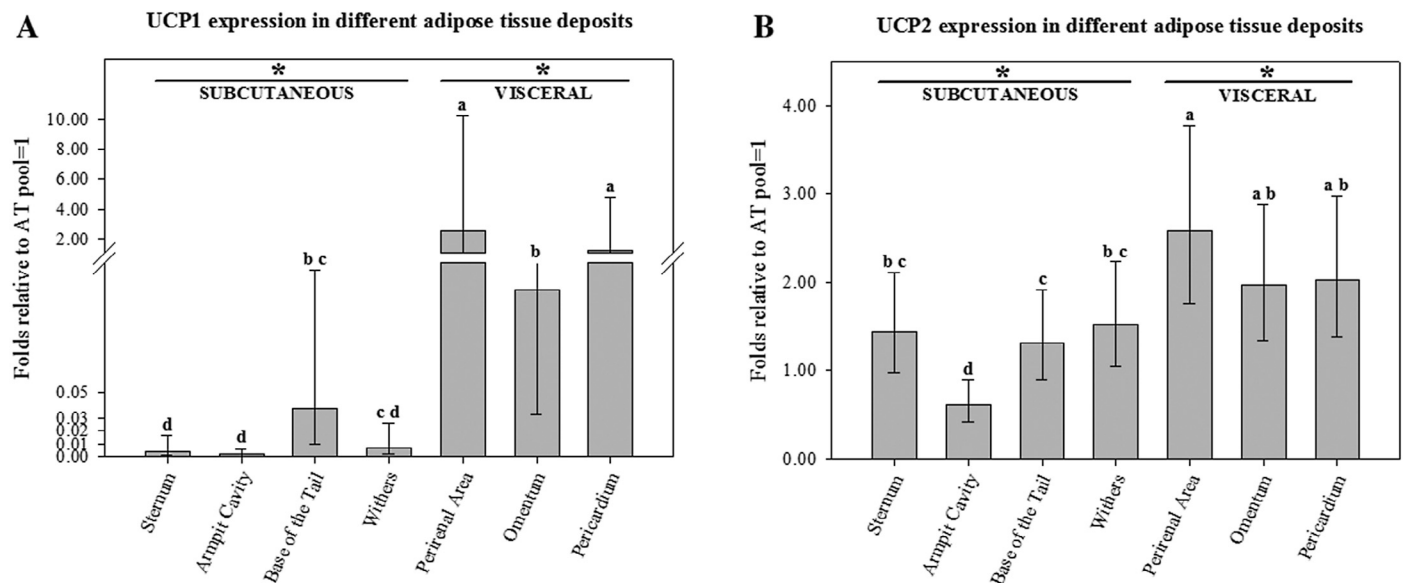 A
UCP1 expression in different adipose tissue deposits
*
*
SUBCUTANEOUS
VISCERAL
Folds relative to AT pool=1
10.00
8.00
6.00
4.00
2.00
0.05
0.03
0.02
0.01
0.00
d
d
b c
c d
a
b
a
Sternum
Armpit Cavity
Base of the Tail
Withers
Perirenal Area
Omentum
Pericardium
B
UCP2 expression in different adipose tissue deposits
*
*
SUBCUTANEOUS
VISCERAL
Folds relative to AT pool=1
4.00
3.00
2.00
1.00
0.00
b c
d
c
b c
a
a b
a b
Sternum
Armpit Cavity
Base of the Tail
Withers
Perirenal Area
Omentum
Pericardium